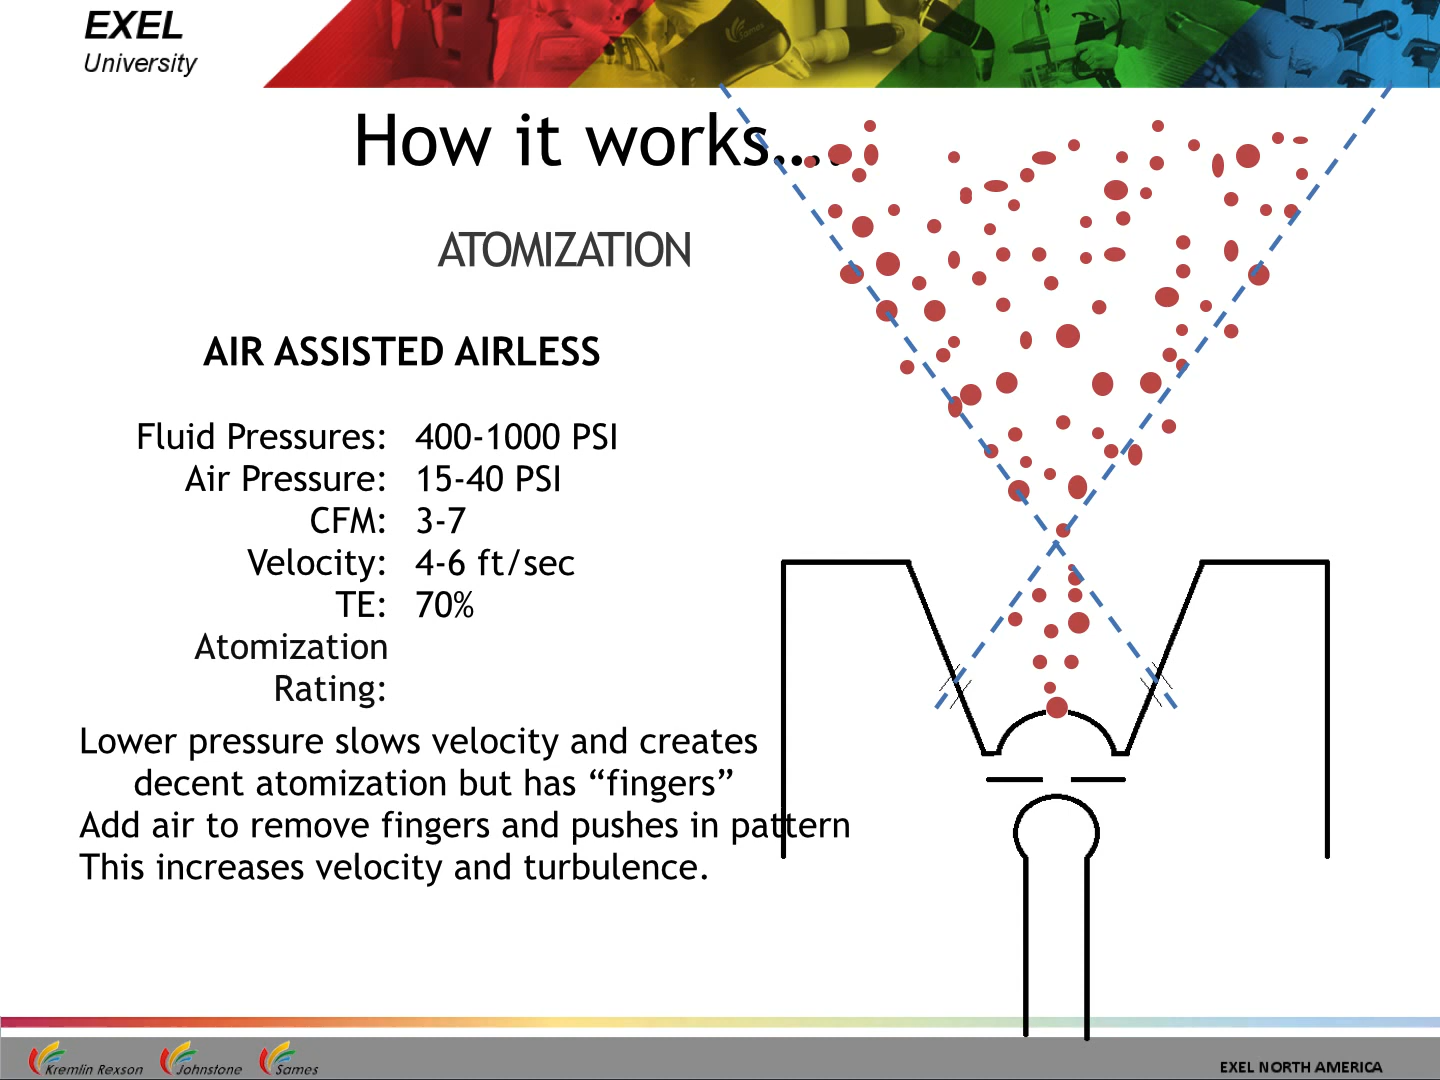 EXEL
University
Sames
How it works….
ATOMIZATION
AIR ASSISTED AIRLESS
Fluid Pressures: 400-1000 PSI
Air Pressure: 15-40 PSI
CFM: 3-7
Velocity: 4-6 ft/sec
TE: 70%
Atomization
Rating:
Lower pressure slows velocity and creates
decent atomization but has “fingers”
Add air to remove fingers and pushes in pattern
This increases velocity and turbulence.
Kremlin Rexson Johnstone Sames
EXEL NORTH AMERICA